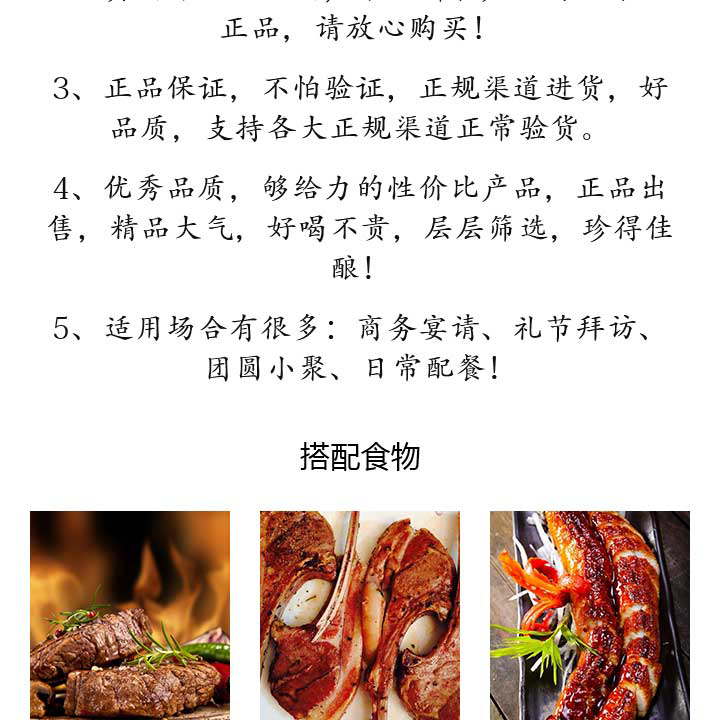 正品，请放心购买！
3、正品保证，不怕验证，正规渠道进货，好
品质，支持各大正规渠道正常验货。
4、优秀品质，够给力的性价比产品，正品出
售，精品大气，好喝不贵，层层筛选，珍得佳
酿！
5、适用场合有很多：商务宴请、礼节拜访、
团圆小聚、日常配餐！
搭配食物